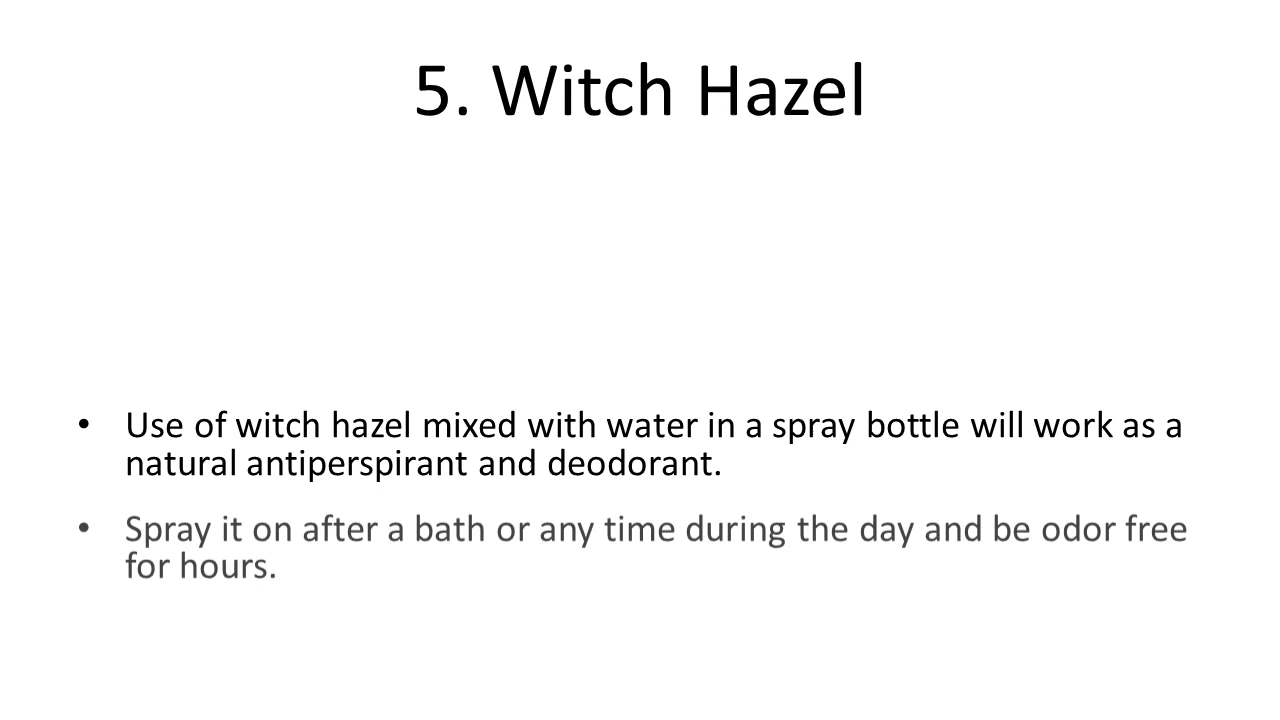 5. Witch Hazel
• Use of witch hazel mixed with water in a spray bottle will work as a
natural antiperspirant and deodorant.
• Spray it on after a bath or any time during the day and be odor free
for hours.